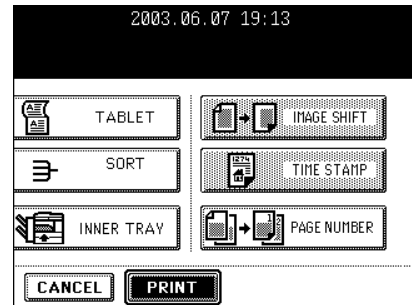 2003.06.07 19:13
TABLET
IMAGE SHIFT
SORT
TIME STAMP
INNER TRAY
PAGE NUMBER
CANCEL
PRINT